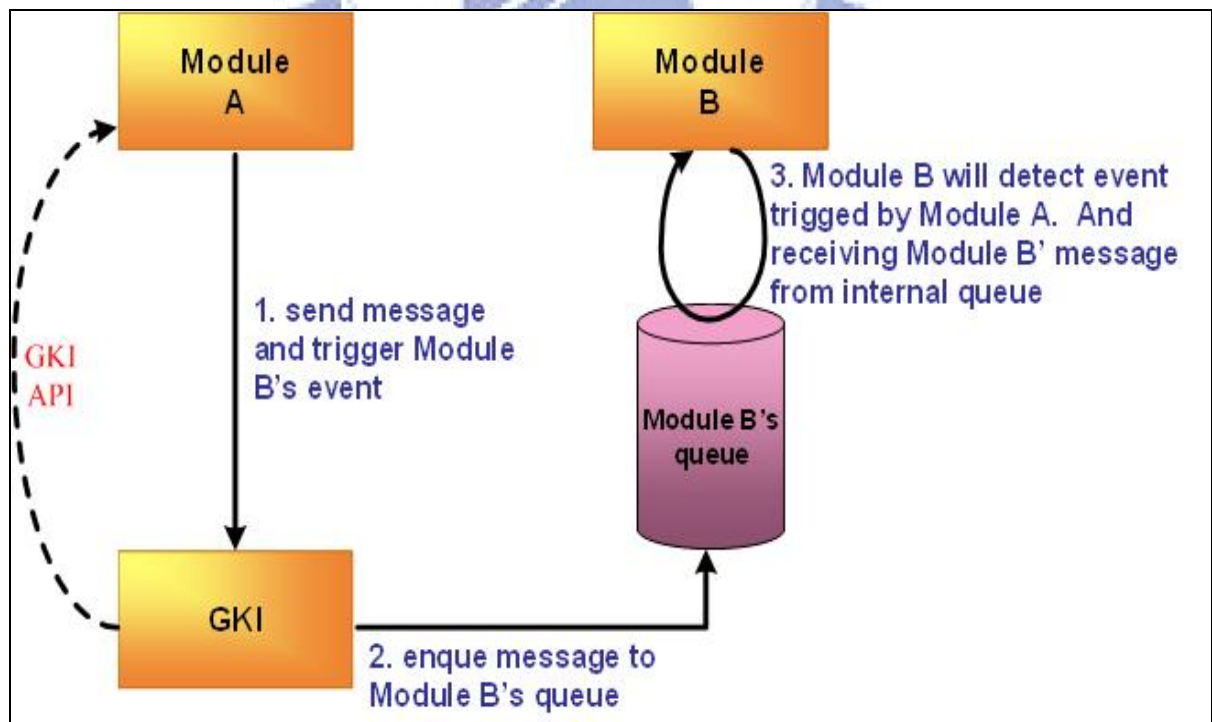 Module
A
Module
B
3. Module B will detect event
trigged by Module A. And
receiving Module B' message
from internal queue
1. send message
and trigger Module
B's event
GKI
API
Module B's
queue
GKI
2. enque message to
Module B's queue